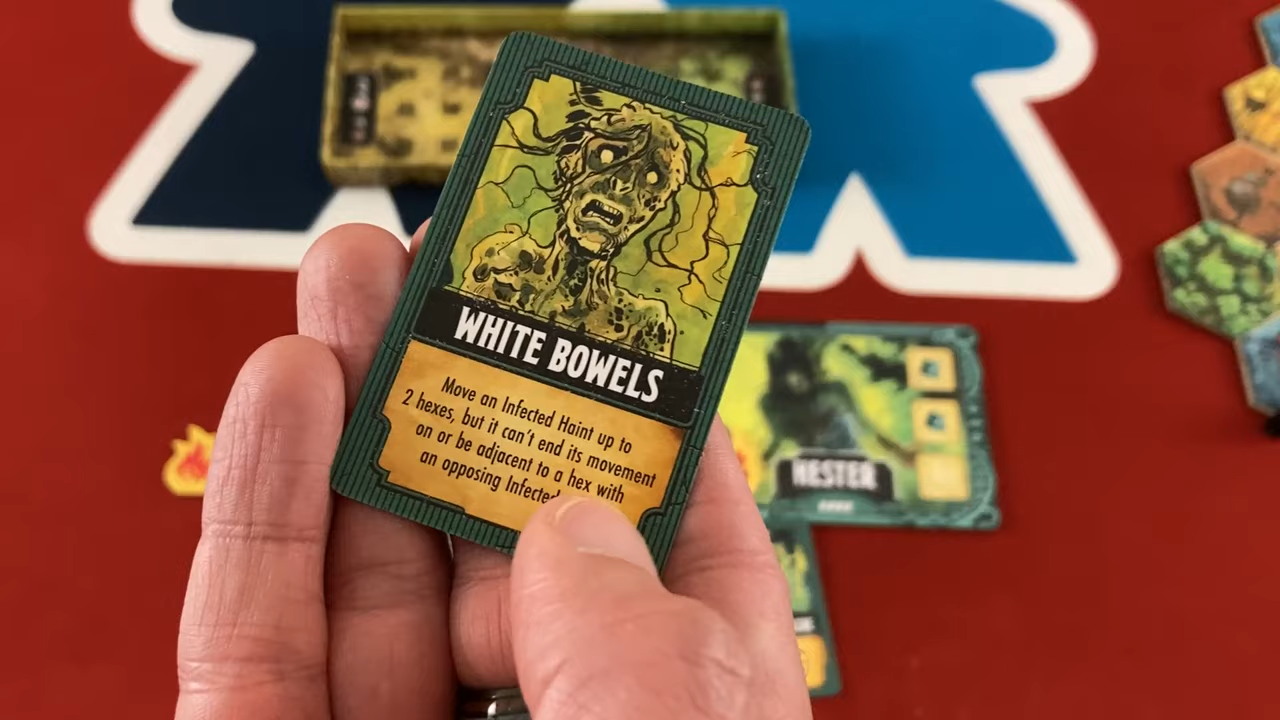 WHITE BOWELS
Move an Infected Haint up to
2 hexes, but it can't end its movement
on or be adjacent to a hex with
an opposing Infected
HESTER